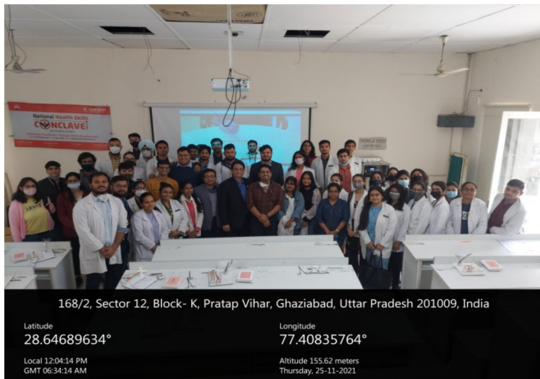 National Health Skills
CONCLAVE
168/2, Sector 12, Block- K, Pratap Vihar, Ghaziabad, Uttar Pradesh 201009, India
Latitude
28.64689634°
Longitude
77.40835764°
Local 12:04:14 PM
GMT 06:34:14 AM
Altitude 155.62 meters
Thursday, 25-11-2021